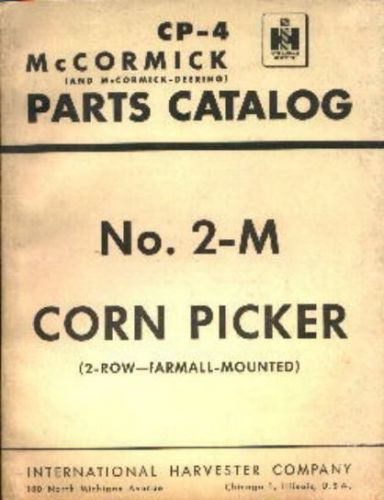 CP-4
McCORMICK
(AND McCORMICK-DEERING)
PARTS CATALOG
No. 2-M
CORN PICKER
(2-ROW—FARMALL-MOUNTED)
INTERNATIONAL HARVESTER COMPANY
180 North Michigan Avenue Chicago 1, Illinois, U.S.A.